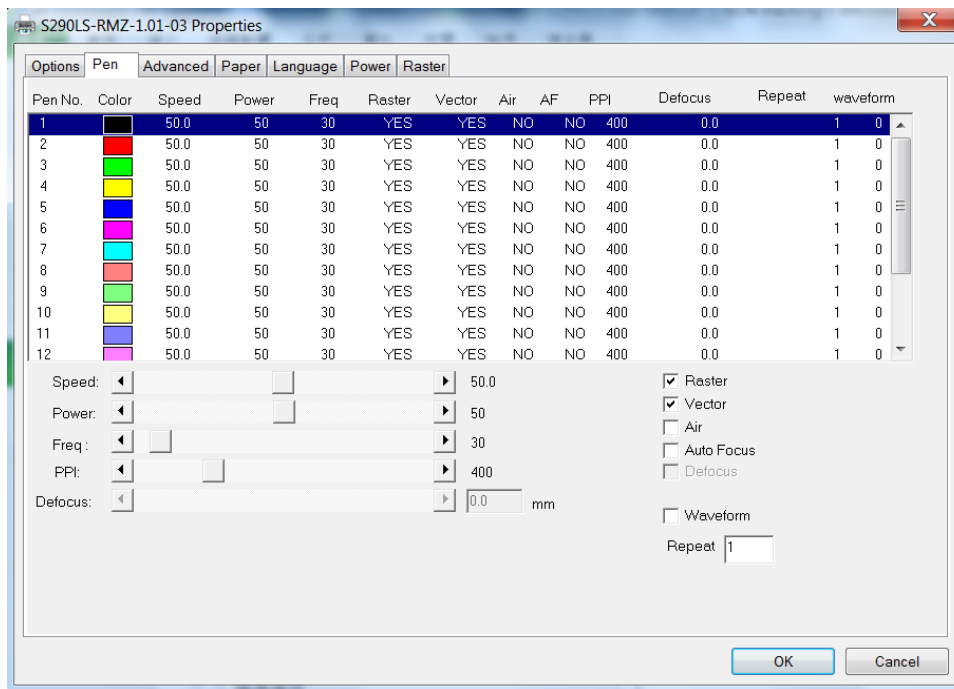 S290LS-RMZ-1.01-03 Properties
Options Pen Advanced Paper Language Power Raster
Pen No. Color Speed Power Freq Raster Vector Air AF PPI Defocus Repeat waveform
1 50.0 50 30 YES YES NO NO 400 0.0 1 0
2 50.0 50 30 YES YES NO NO 400 0.0 1 0
3 50.0 50 30 YES YES NO NO 400 0.0 1 0
4 50.0 50 30 YES YES NO NO 400 0.0 1 0
5 50.0 50 30 YES YES NO NO 400 0.0 1 0
6 50.0 50 30 YES YES NO NO 400 0.0 1 0
7 50.0 50 30 YES YES NO NO 400 0.0 1 0
8 50.0 50 30 YES YES NO NO 400 0.0 1 0
9 50.0 50 30 YES YES NO NO 400 0.0 1 0
10 50.0 50 30 YES YES NO NO 400 0.0 1 0
11 50.0 50 30 YES YES NO NO 400 0.0 1 0
12 50.0 50 30 YES YES NO NO 400 0.0 1 0
Speed: 50.0
Power: 50
Freq : 30
PPI: 400
Defocus: 0.0 mm
Raster
Vector
Air
Auto Focus
Defocus
Waveform
Repeat 1
OK Cancel